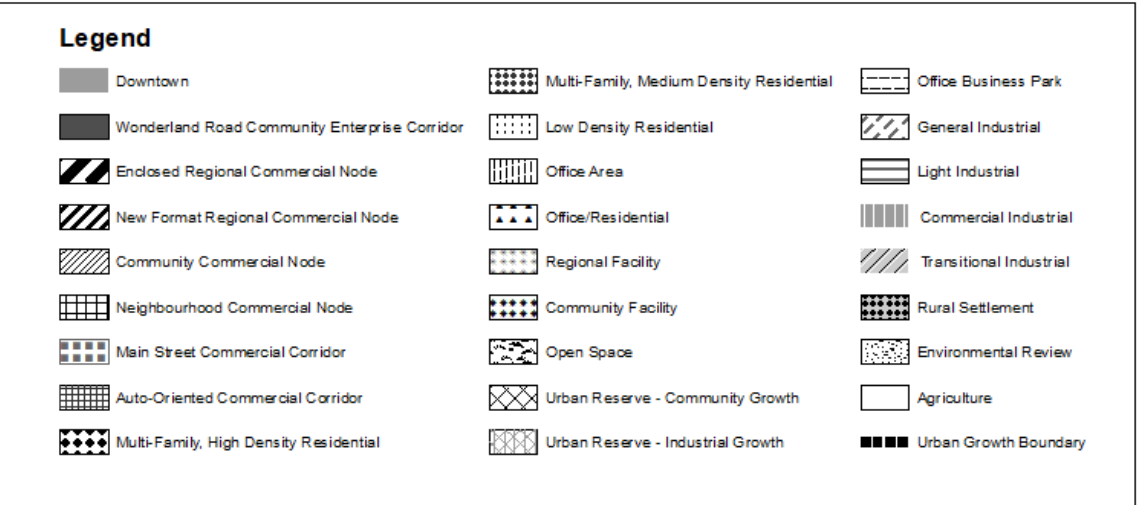 Legend
Downtown
Wonderland Road Community Enterprise Corridor
Enclosed Regional Commercial Node
New Format Regional Commercial Node
Community Commercial Node
Neighbourhood Commercial Node
Main Street Commercial Corridor
Auto-Oriented Commercial Corridor
Multi-Family, High Density Residential
Multi-Family, Medium Density Residential
Low Density Residential
Office Area
Office/Residential
Regional Facility
Community Facility
Open Space
Urban Reserve - Community Growth
Urban Reserve - Industrial Growth
Office Business Park
General Industrial
Light Industrial
Commercial Industrial
Transitional Industrial
Rural Settlement
Environmental Review
Agriculture
Urban Growth Boundary